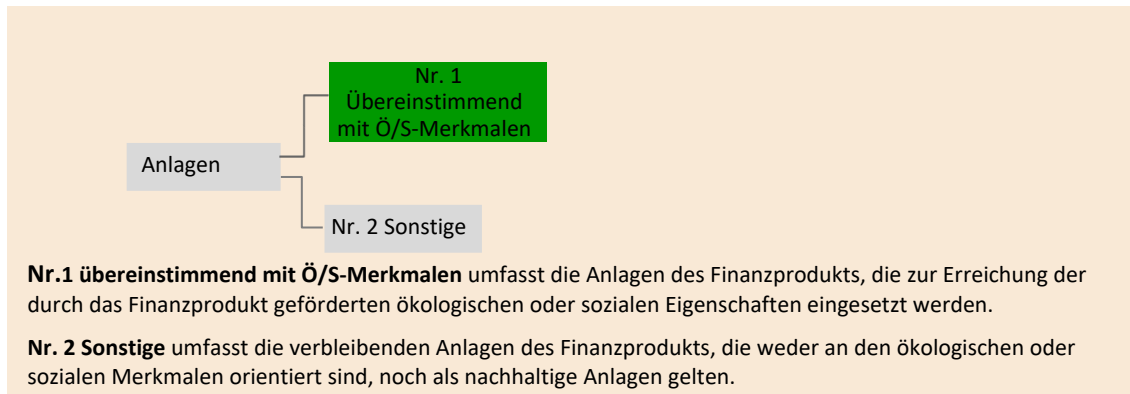 Nr. 1
Übereinstimmend
mit Ö/S-Merkmalen
Anlagen
Nr. 2 Sonstige
Nr.1 übereinstimmend mit Ö/S-Merkmalen umfasst die Anlagen des Finanzprodukts, die zur Erreichung der
durch das Finanzprodukt geförderten ökologischen oder sozialen Eigenschaften eingesetzt werden.
Nr. 2 Sonstige umfasst die verbleibenden Anlagen des Finanzprodukts, die weder an den ökologischen oder
sozialen Merkmalen orientiert sind, noch als nachhaltige Anlagen gelten.